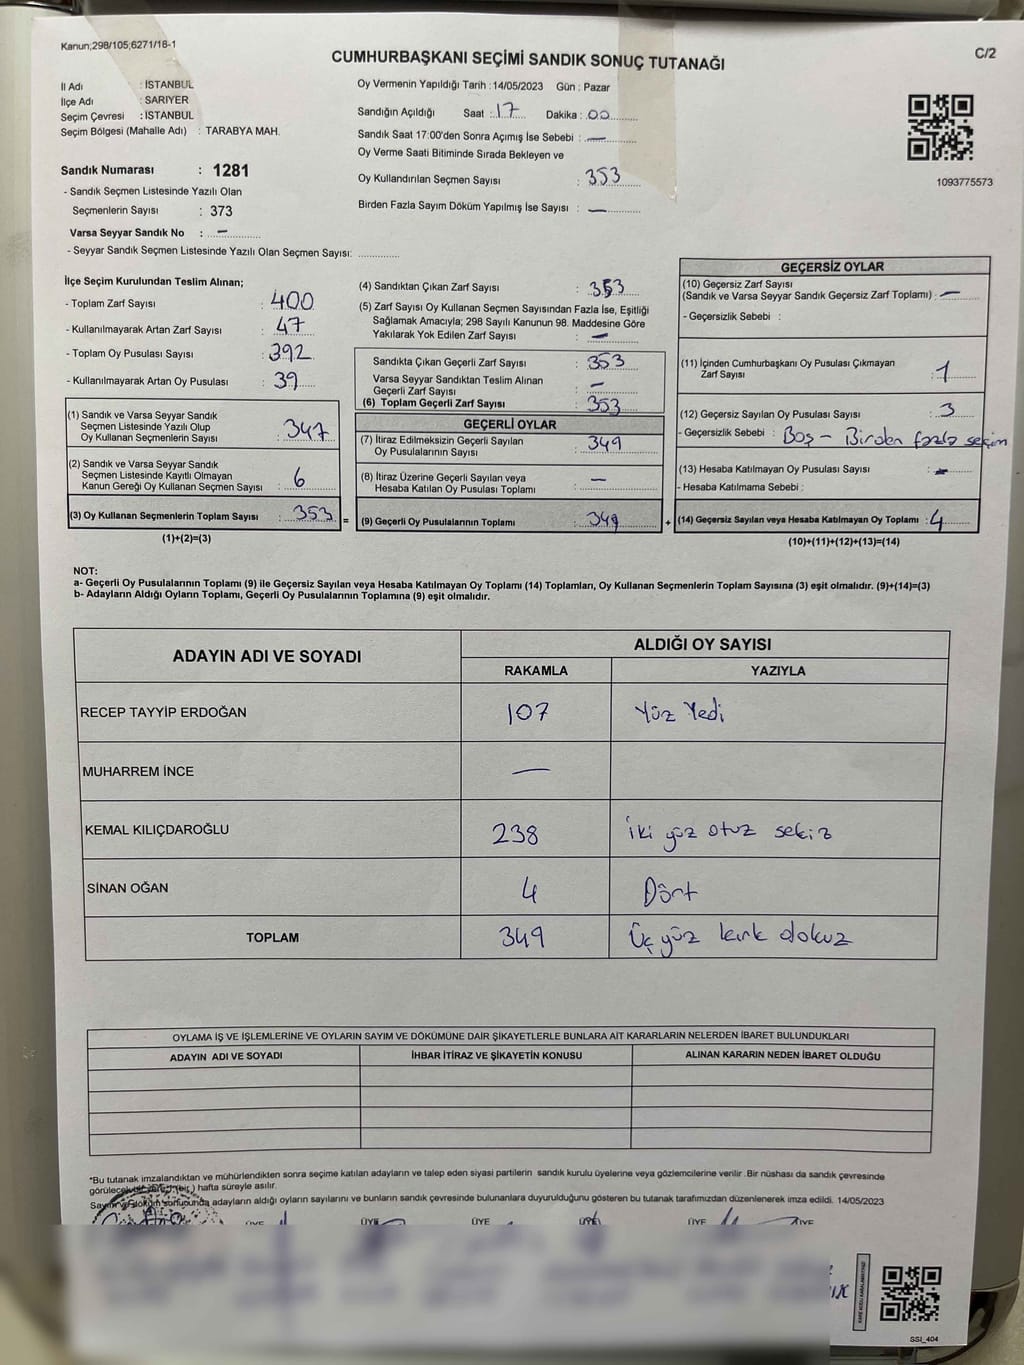 Kanun;298/105;6271/16-1
C/2
CUMHURBAŞKANI SEÇİMİ SANDIK SONUÇ TUTANAĞI
İl Adı : İSTANBUL
İlçe Adı : SARIYER
Seçim Çevresi : İSTANBUL
Seçim Bölgesi (Mahalle Adı) : TARABYA MAH.
Oy Vermenin Yapıldığı Tarih : 14/05/2023 Gün : Pazar
Sandığın Açıldığı Saat : 17 Dakika : 00
Sandık Saat 17:00'den Sonra Açımış İse Sebebi : —
Oy Verme Saati Bitiminde Sırada Bekleyen ve
Oy Kullandırılan Seçmen Sayısı : 353
Birden Fazla Sayım Döküm Yapılmış İse Sayısı : —
1093775573
Sandık Numarası : 1281
- Sandık Seçmen Listesinde Yazılı Olan
Seçmenlerin Sayısı : 373
Varsa Seyyar Sandık No : —
- Seyyar Sandık Seçmen Listesinde Yazılı Olan Seçmen Sayısı:
İlçe Seçim Kurulundan Teslim Alınan;
- Toplam Zarf Sayısı : 400
- Kullanılmayarak Artan Zarf Sayısı : 47
- Toplam Oy Pusulası Sayısı : 392
- Kullanılmayarak Artan Oy Pusulası : 39
(1) Sandık ve Varsa Seyyar Sandık
Seçmen Listesinde Yazılı Olup
Oy Kullanan Seçmenlerin Sayısı : 347
(2) Sandık ve Varsa Seyyar Sandık
Seçmen Listesinde Kayıtlı Olmayan
Kanun Gereği Oy Kullanan Seçmen Sayısı : 6
(3) Oy Kullanan Seçmenlerin Toplam Sayısı : 353 =
(1)+(2)=(3)
(4) Sandıktan Çıkan Zarf Sayısı : 353
(5) Zarf Sayısı Oy Kullanan Seçmen Sayısından Fazla İse, Eşitliği
Sağlamak Amacıyla; 298 Sayılı Kanunun 98. Maddesine Göre
Yakılarak Yok Edilen Zarf Sayısı : —
Sandıkta Çıkan Geçerli Zarf Sayısı : 353
Varsa Seyyar Sandıktan Teslim Alınan
Geçerli Zarf Sayısı : —
(6) Toplam Geçerli Zarf Sayısı : 353
GEÇERLİ OYLAR
(7) İtiraz Edilmeksizin Geçerli Sayılan
Oy Pusulalarının Sayısı : 349
(8) İtiraz Üzerine Geçerli Sayılan veya
Hesaba Katılan Oy Pusulası Toplamı : —
(9) Geçerli Oy Pusulalarının Toplamı : 349 +
GEÇERSİZ OYLAR
(10) Geçersiz Zarf Sayısı
(Sandık ve Varsa Seyyar Sandık Geçersiz Zarf Toplamı) : —
- Geçersizlik Sebebi :
(11) İçinden Cumhurbaşkanı Oy Pusulası Çıkmayan
Zarf Sayısı : 1
(12) Geçersiz Sayılan Oy Pusulası Sayısı : 3
- Geçersizlik Sebebi : Boş - Birden fazla seçim
(13) Hesaba Katılmayan Oy Pusulası Sayısı : —
- Hesaba Katılmama Sebebi :
(14) Geçersiz Sayılan veya Hesaba Katılmayan Oy Toplamı : 4
(10)+(11)+(12)+(13)=(14)
NOT:
a- Geçerli Oy Pusulalarının Toplamı (9) ile Geçersiz Sayılan veya Hesaba Katılmayan Oy Toplamı (14) Toplamları, Oy Kullanan Seçmenlerin Toplam Sayısına (3) eşit olmalıdır. (9)+(14)=(3)
b- Adayların Aldığı Oyların Toplamı, Geçerli Oy Pusulalarının Toplamına (9) eşit olmalıdır.
ADAYIN ADI VE SOYADI ALDIĞI OY SAYISI
RAKAMLA YAZIYLA
RECEP TAYYİP ERDOĞAN 107 Yüz Yedi
MUHARREM İNCE —
KEMAL KILIÇDAROĞLU 238 iki yüz otuz sekiz
SİNAN OĞAN 4 Dört
TOPLAM 349 Üç yüz kırk dokuz
OYLAMA İŞ VE İŞLEMLERİNE VE OYLARIN SAYIM VE DÖKÜMÜNE DAİR ŞİKAYETLERLE BUNLARA AİT KARARLARIN NELERDEN İBARET BULUNDUKLARI
ADAYIN ADI VE SOYADI İHBAR İTİRAZ VE ŞİKAYETİN KONUSU ALINAN KARARIN NEDEN İBARET OLDUĞU
*Bu tutanak imzalandıktan ve mühürlendikten sonra seçime katılan adayların ve talep eden siyasi partilerin sandık kurulu üyelerine veya gözlemcilerine verilir. Bir nüshası da sandık çevresinde
hafta süreyle asılır.
adayların aldığı oyların sayılarını ve bunların sandık çevresinde bulunanlara duyurulduğunu gösteren bu tutanak tarafımızdan düzenlenerek imza edildi. 14/05/2023
ÜYE ÜYE ÜYE ÜYE ÜYE ÜYE
SSI_404